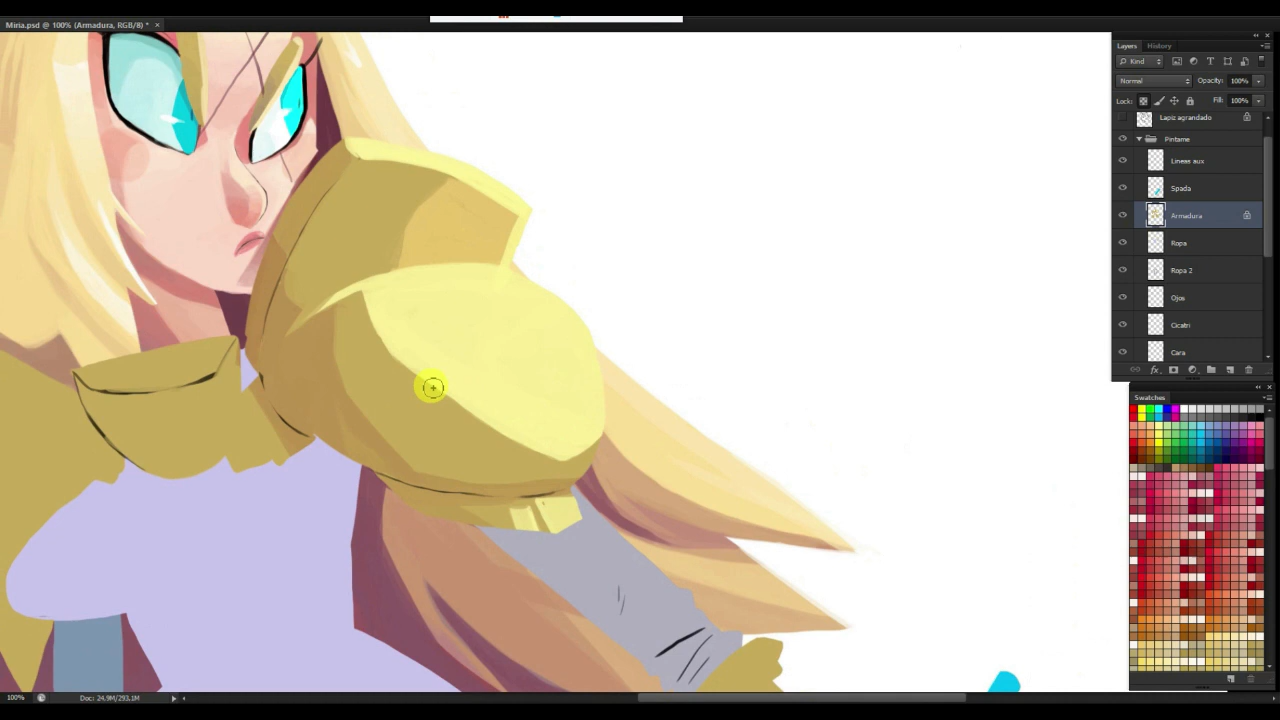 Miria.psd @ 100% (Armadura, RGB/8) * ×
Layers History
Kind
Normal Opacity: 100%
Lock: Fill: 100%
Lapiz agrandado
Pintame
Lineas aux
Spada
Armadura
Ropa
Ropa 2
Ojos
Cicatri
Cara
fx
Swatches
100% Doc: 24.9M/293.1M